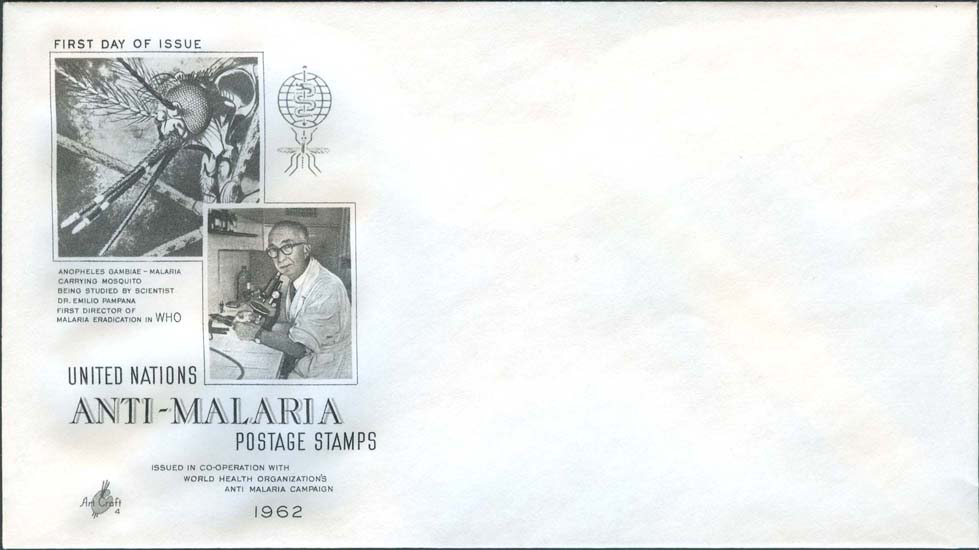 FIRST DAY OF ISSUE
ANOPHELES GAMBIAE - MALARIA
CARRYING MOSQUITO
BEING STUDIED BY SCIENTIST
DR. EMILIO PAMPANA
FIRST DIRECTOR OF
MALARIA ERADICATION IN WHO
UNITED NATIONS
ANTI-MALARIA
POSTAGE STAMPS
ISSUED IN CO-OPERATION WITH
WORLD HEALTH ORGANIZATION'S
ANTI MALARIA CAMPAIGN
1962
Art Craft
4